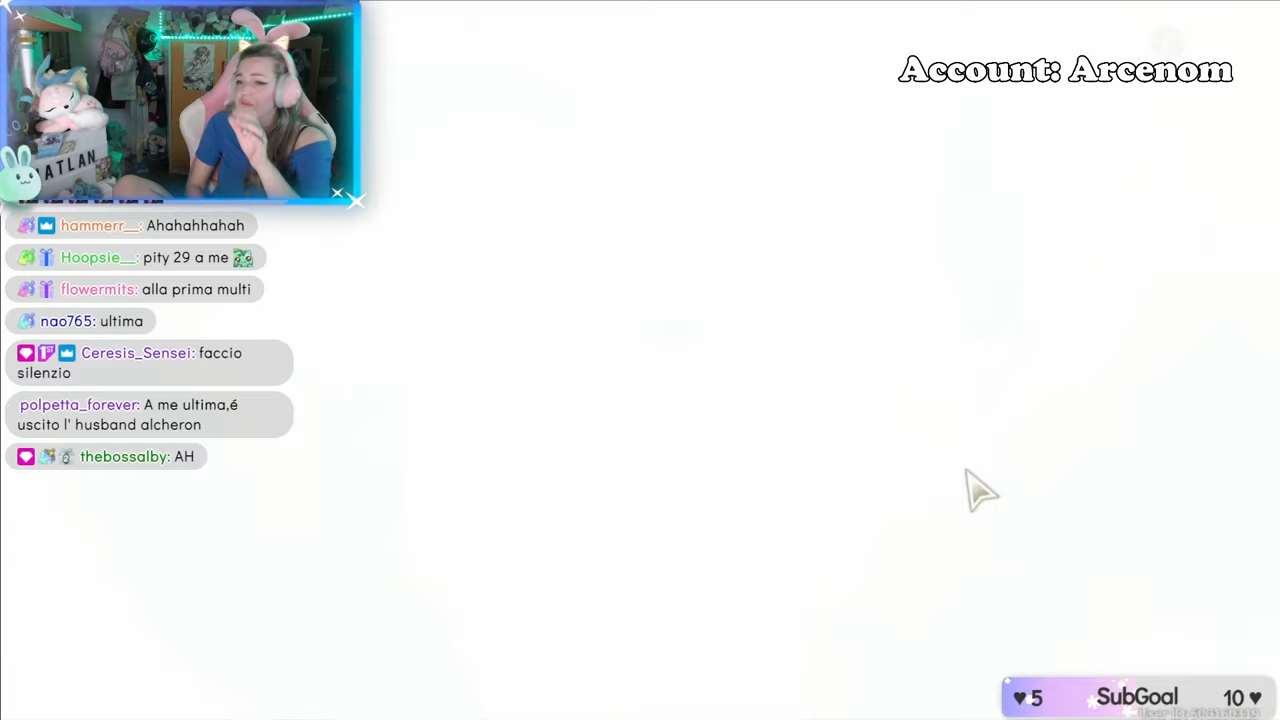 Account: Arcenom
ATLAN
hammerr__: Ahahahhahah
Hoopsie__: pity 29 a me
flowermits: alla prima multi
nao765: ultima
1ST Ceresis_Sensei: faccio
silenzio
polpetta_forever: A me ultima,é
uscito l' husband alcheron
thebossalby: AH
♥5 SubGoal 10♥